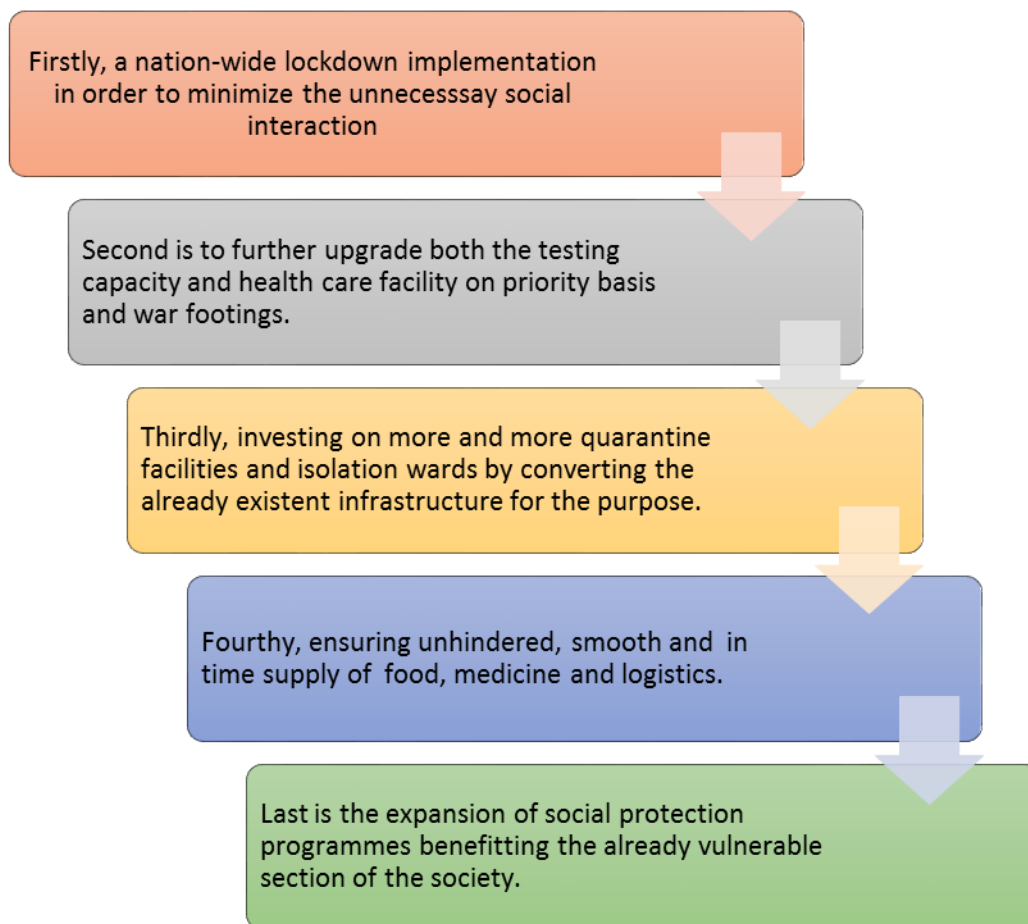 Firstly, a nation-wide lockdown implementation
in order to minimize the unnecesssay social
interaction
Second is to further upgrade both the testing
capacity and health care facility on priority basis
and war footings.
Thirdly, investing on more and more quarantine
facilities and isolation wards by converting the
already existent infrastructure for the purpose.
Fourthy, ensuring unhindered, smooth and in
time supply of food, medicine and logistics.
Last is the expansion of social protection
programmes benefitting the already vulnerable
section of the society.